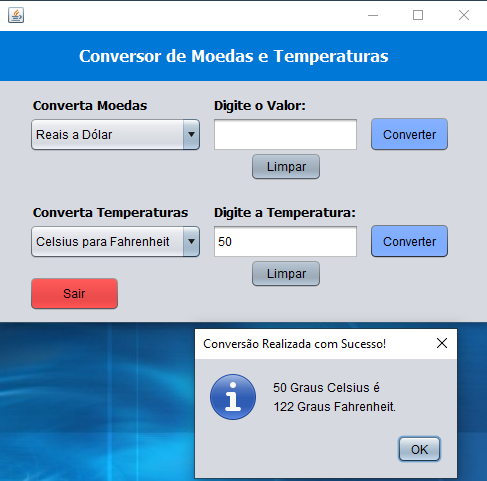 Conversor de Moedas e Temperaturas
Converta Moedas
Digite o Valor:
Reais a Dólar
Converter
Limpar
Converta Temperaturas
Digite a Temperatura:
Celsius para Fahrenheit
50
Converter
Limpar
Sair
Conversão Realizada com Sucesso!
50 Graus Celsius é
122 Graus Fahrenheit.
OK